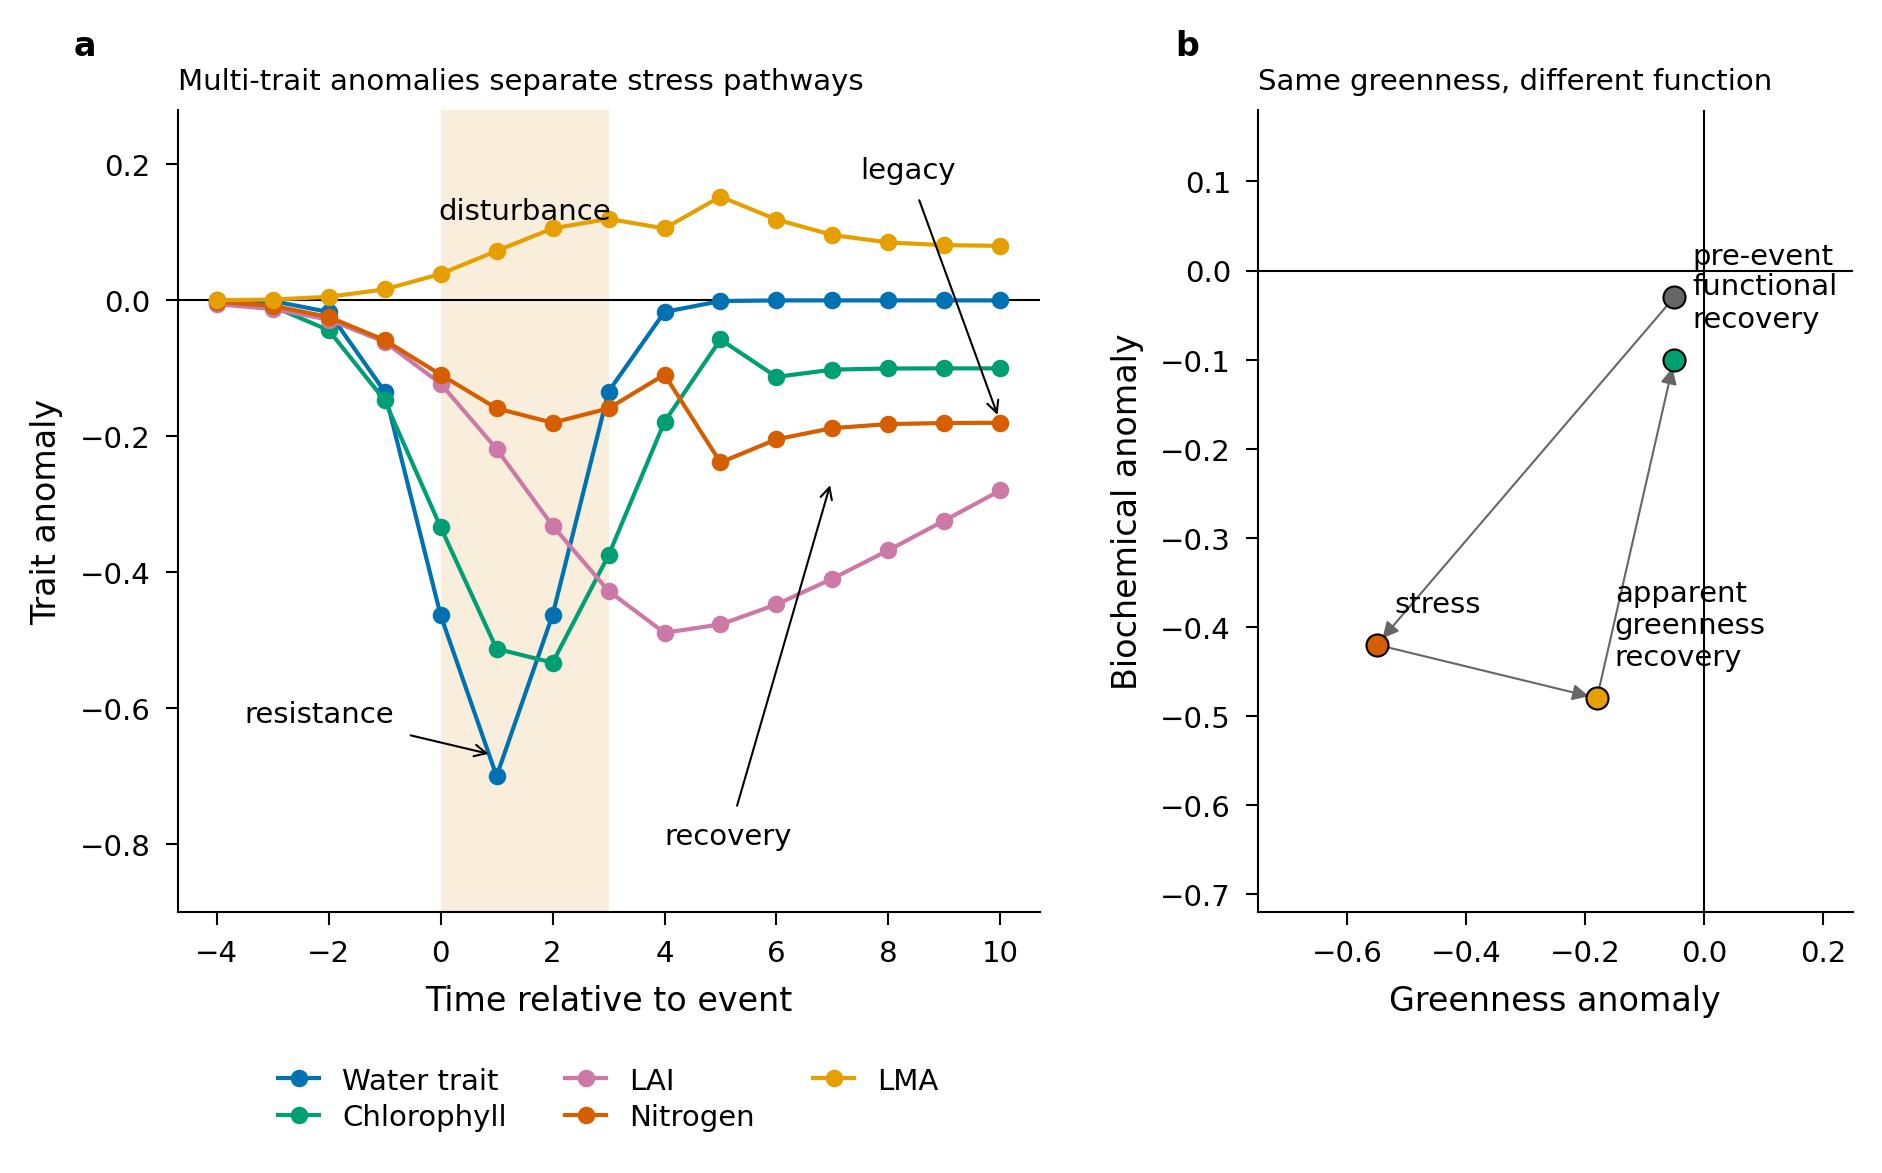 a
Multi-trait anomalies separate stress pathways
Trait anomaly
0.2
0.0
−0.2
−0.4
−0.6
−0.8
disturbance
legacy
resistance
recovery
−4
−2
0
2
4
6
8
10
Time relative to event
Water trait
Chlorophyll
LAI
Nitrogen
LMA
b
Same greenness, different function
Biochemical anomaly
0.1
0.0
−0.1
−0.2
−0.3
−0.4
−0.5
−0.6
−0.7
pre-event
functional
recovery
stress
apparent
greenness
recovery
−0.6
−0.4
−0.2
0.0
0.2
Greenness anomaly